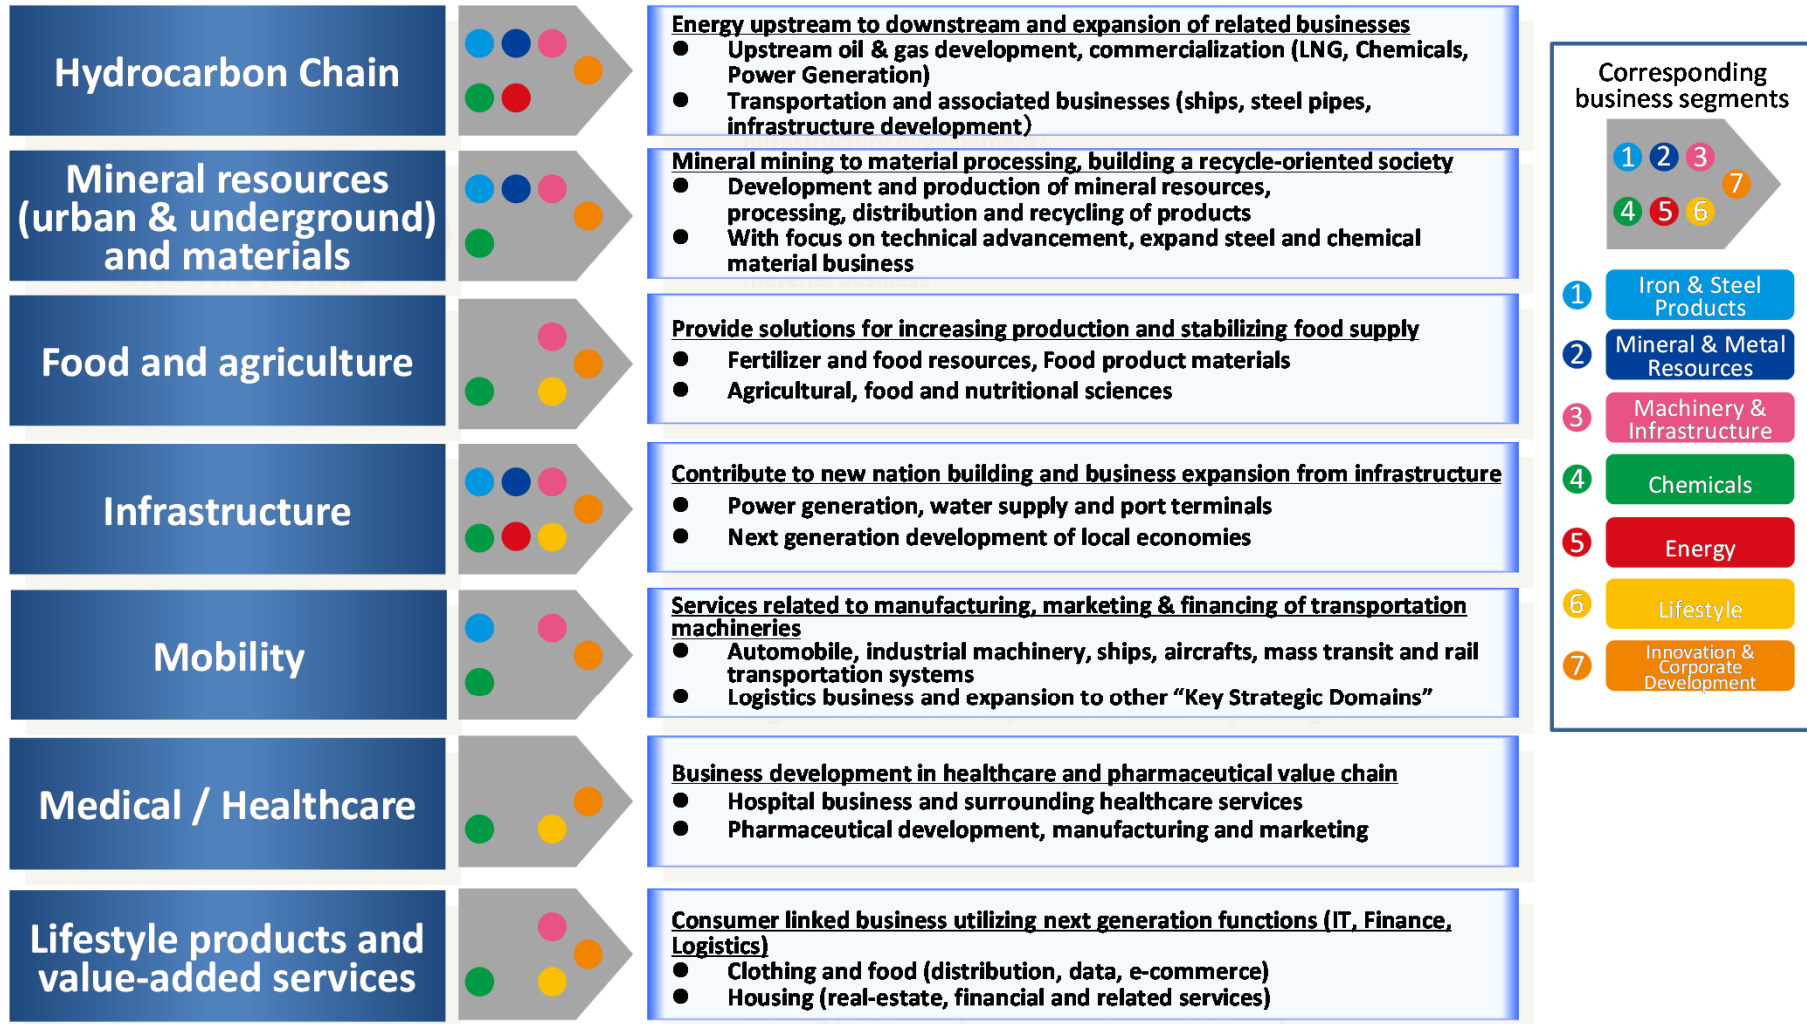 Hydrocarbon Chain
Energy upstream to downstream and expansion of related businesses
● Upstream oil & gas development, commercialization (LNG, Chemicals,
Power Generation)
● Transportation and associated businesses (ships, steel pipes,
infrastructure development）
Mineral resources
(urban & underground)
and materials
Mineral mining to material processing, building a recycle-oriented society
● Development and production of mineral resources,
processing, distribution and recycling of products
● With focus on technical advancement, expand steel and chemical
material business
Food and agriculture
Provide solutions for increasing production and stabilizing food supply
● Fertilizer and food resources, Food product materials
● Agricultural, food and nutritional sciences
Infrastructure
Contribute to new nation building and business expansion from infrastructure
● Power generation, water supply and port terminals
● Next generation development of local economies
Mobility
Services related to manufacturing, marketing & financing of transportation
machineries
● Automobile, industrial machinery, ships, aircrafts, mass transit and rail
transportation systems
● Logistics business and expansion to other “Key Strategic Domains”
Medical / Healthcare
Business development in healthcare and pharmaceutical value chain
● Hospital business and surrounding healthcare services
● Pharmaceutical development, manufacturing and marketing
Lifestyle products and
value-added services
Consumer linked business utilizing next generation functions (IT, Finance,
Logistics)
● Clothing and food (distribution, data, e-commerce)
● Housing (real-estate, financial and related services)
Corresponding
business segments
1 2 3
7
4 5 6
1 Iron & Steel
Products
2 Mineral & Metal
Resources
3 Machinery &
Infrastructure
4 Chemicals
5 Energy
6 Lifestyle
7 Innovation &
Corporate
Development